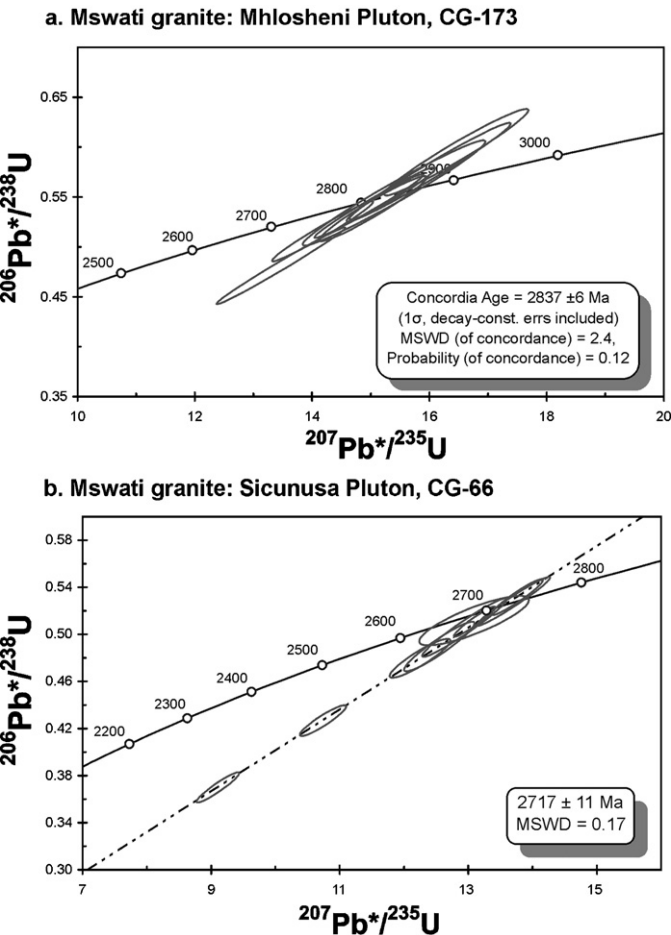 a. Mswati granite: Mhlosheni Pluton, CG-173
0.65
0.55
0.45
0.35
206Pb*/238U
2500
2600
2700
2800
2900
3000
Concordia Age = 2837 ±6 Ma
(1σ, decay-const. errs included)
MSWD (of concordance) = 2.4,
Probability (of concordance) = 0.12
10 12 14 16 18 20
207Pb*/235U
b. Mswati granite: Sicunusa Pluton, CG-66
0.58
0.54
0.50
0.46
0.42
0.38
0.34
0.30
206Pb*/238U
2200
2300
2400
2500
2600
2700
2800
2717 ± 11 Ma
MSWD = 0.17
7 9 11 13 15
207Pb*/235U